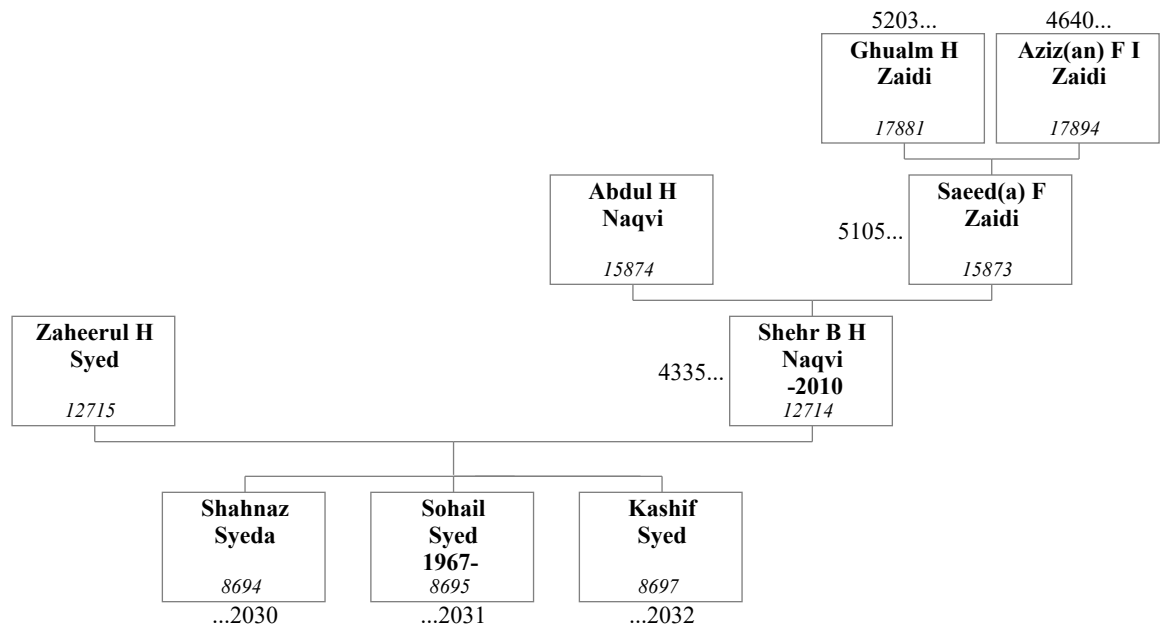 5203...
4640...
Ghualm H
Zaidi
17881
Aziz(an) F I
Zaidi
17894
Abdul H
Naqvi
15874
5105...
Saeed(a) F
Zaidi
15873
Zaheerul H
Syed
12715
4335...
Shehr B H
Naqvi
-2010
12714
Shahnaz
Syeda
8694
...2030
Sohail
Syed
1967-
8695
...2031
Kashif
Syed
8697
...2032